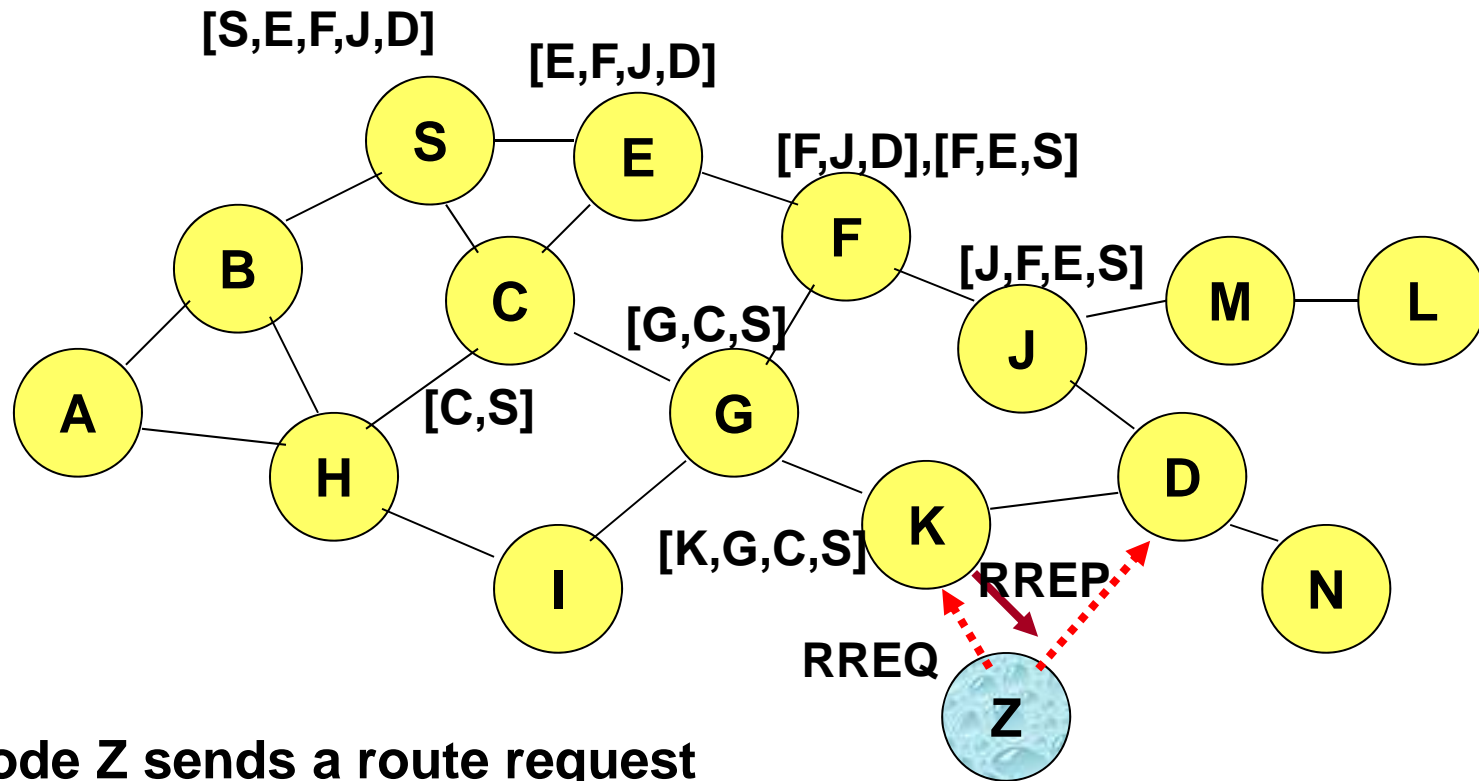 [S,E,F,J,D]
[E,F,J,D]
S
E
[F,J,D],[F,E,S]
F
B
[J,F,E,S]
M
L
C
[G,C,S]
J
A
[C,S]
G
H
D
K
[K,G,C,S]
I
RREP
N
RREQ
Z
ode Z sends a route request